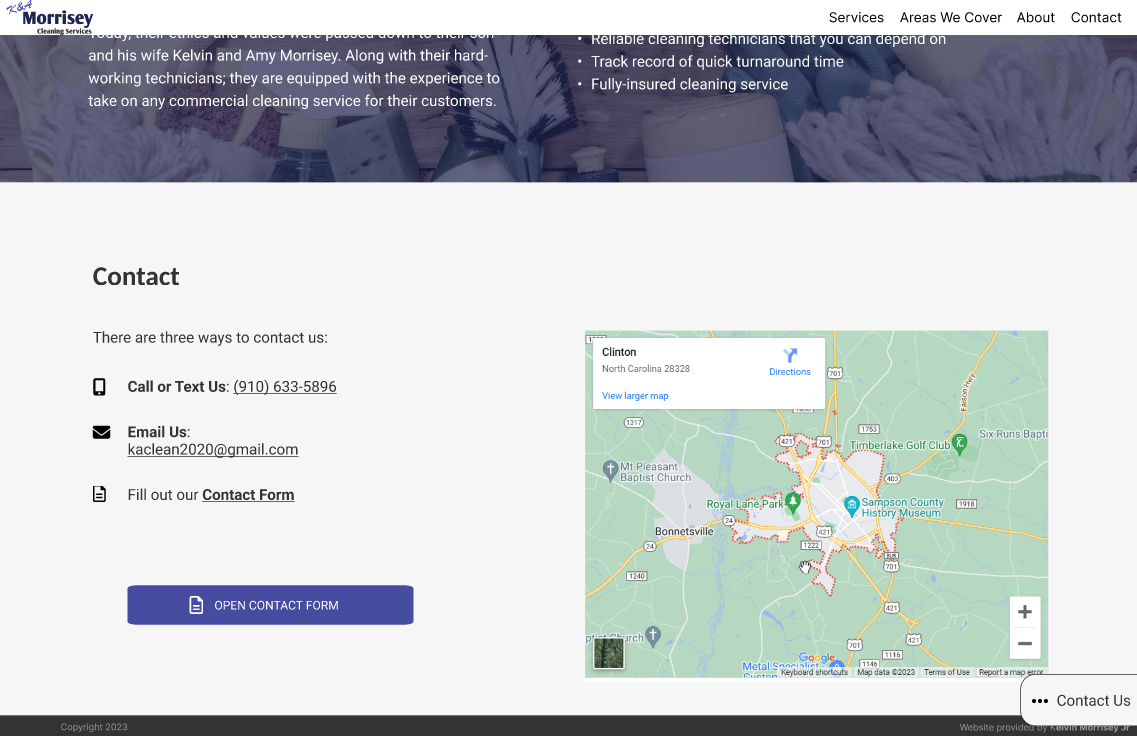 K&A
Morrisey
Cleaning Services
Services Areas We Cover About Contact
Today, their ethics and values were passed down to their son
and his wife Kelvin and Amy Morrisey. Along with their hard-
working technicians; they are equipped with the experience to
take on any commercial cleaning service for their customers.
• Reliable cleaning technicians that you can depend on
• Track record of quick turnaround time
• Fully-insured cleaning service
Contact
There are three ways to contact us:
Call or Text Us: (910) 633-5896
Email Us:
kaclean2020@gmail.com
Fill out our Contact Form
OPEN CONTACT FORM
Clinton
North Carolina 28328
Directions
View larger map
701
Faison Hwy
1317
1753
421
701
Timberlake Golf Club
Six Runs Bapti
Mt Pleasant
Baptist Church
403
Royal Lane Park
Sampson County
History Museum
1918
24
Bonnetsville
421
24
1222
808
701
1240
421
421
ptist Church
701
1116
1146
Metal Specialist
Custom
Google
Keyboard shortcuts Map data ©2023 Terms of Use Report a map error
••• Contact Us
Copyright 2023
Website provided by Kelvin Morrisey Jr